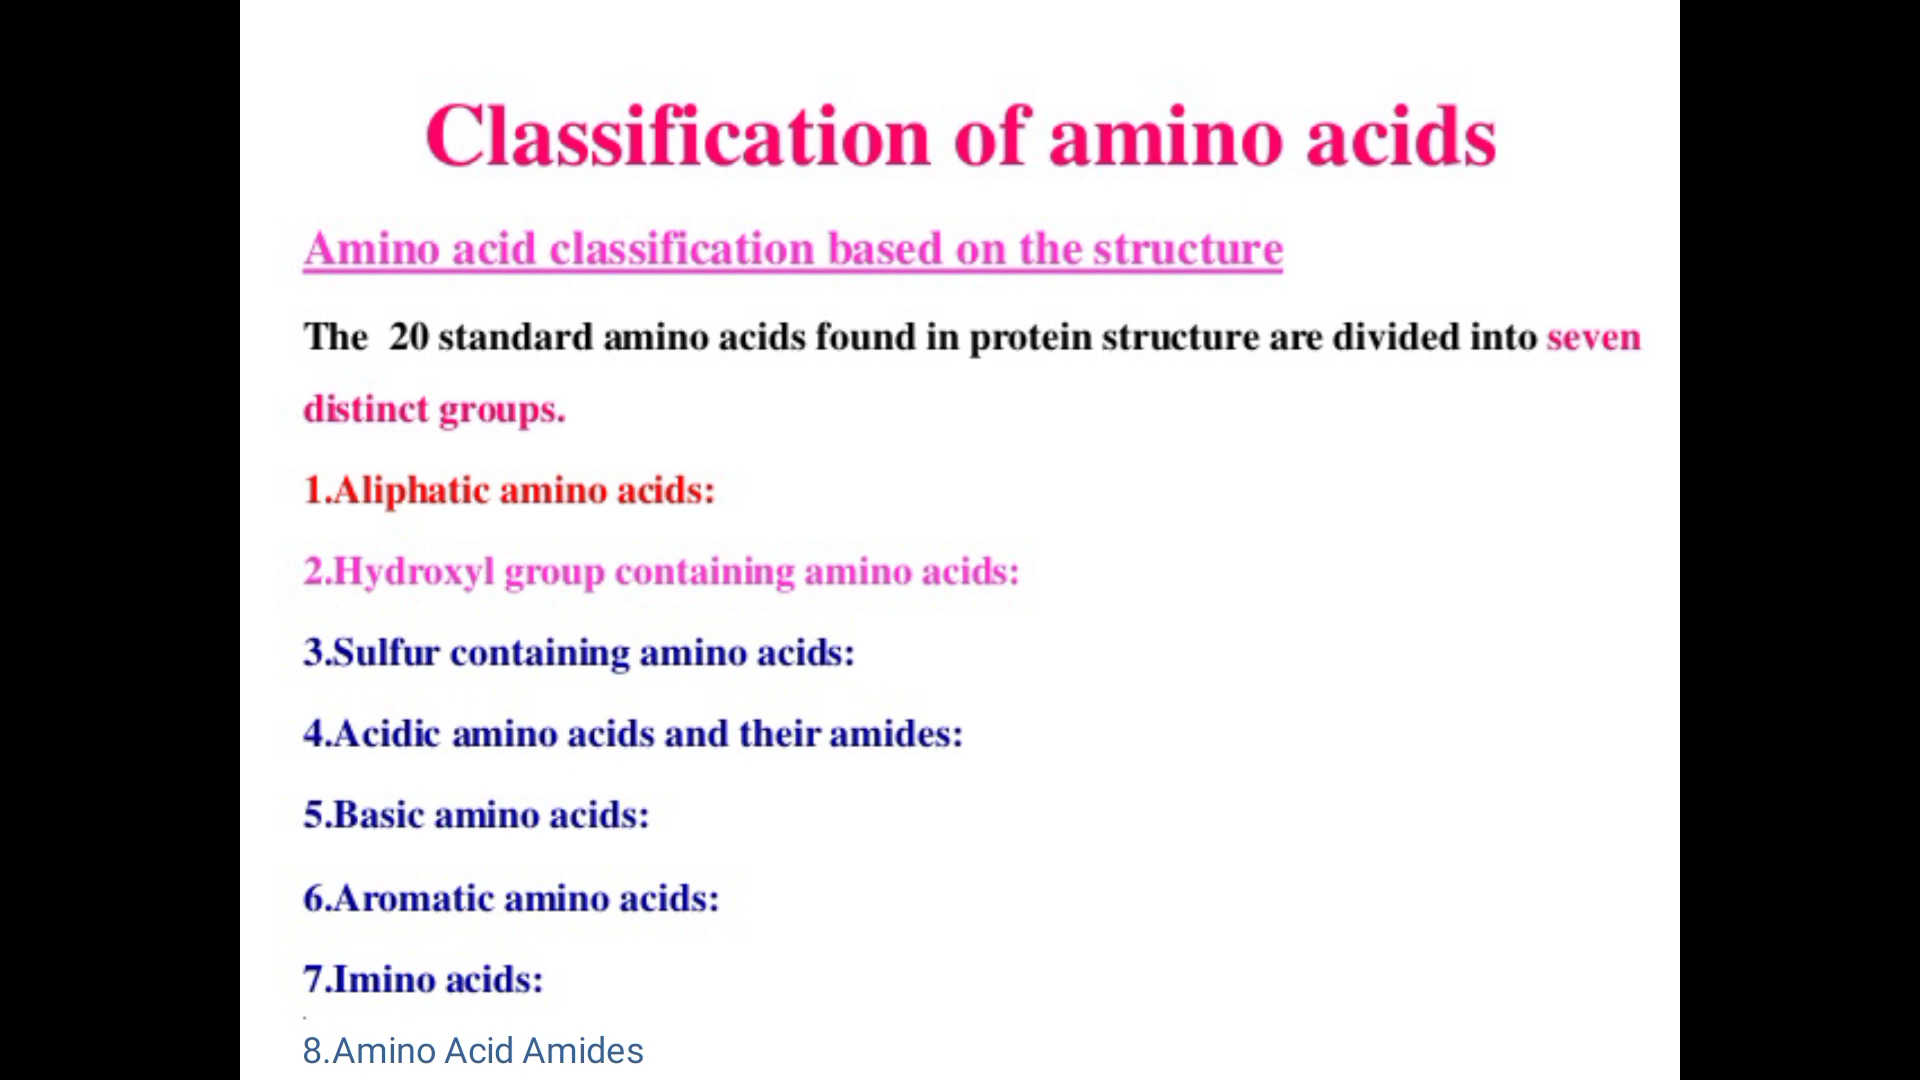 Classification of amino acids
Amino acid classification based on the structure
The  20 standard amino acids found in protein structure are divided into seven
distinct groups.
1.Aliphatic amino acids:
2.Hydroxyl group containing amino acids:
3.Sulfur containing amino acids:
4.Acidic amino acids and their amides:
5.Basic amino acids:
6.Aromatic amino acids:
7.Imino acids:
.
8.Amino Acid Amides